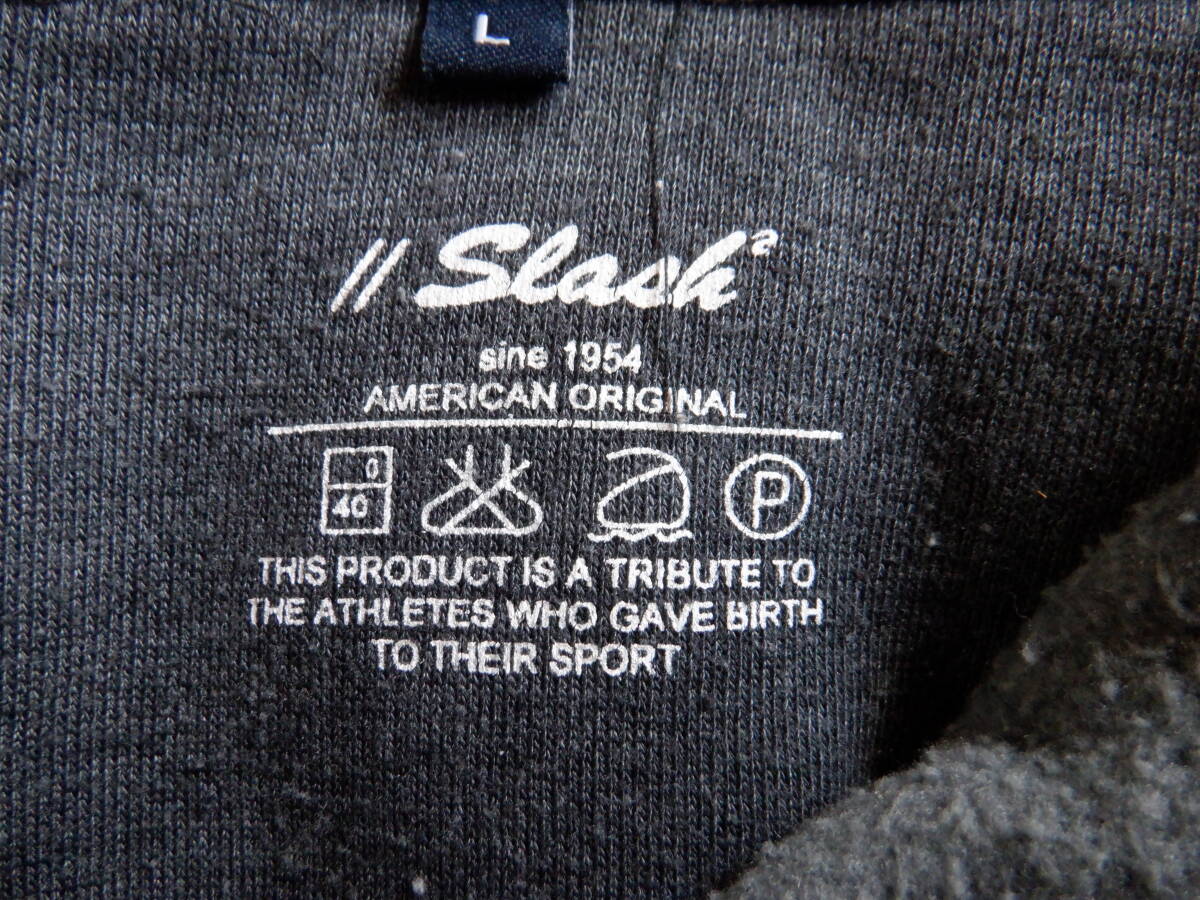 L
// Slash²
sine 1954
AMERICAN ORIGINAL
0
40
P
THIS PRODUCT IS A TRIBUTE TO
THE ATHLETES WHO GAVE BIRTH
TO THEIR SPORT